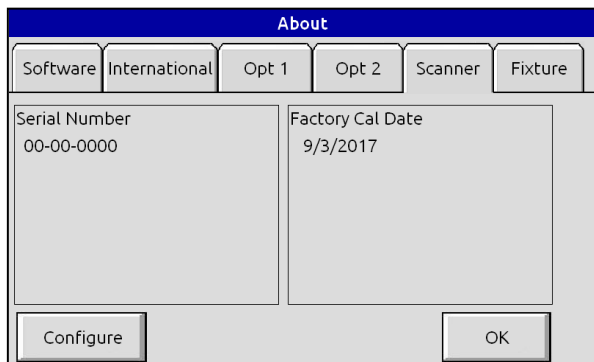 About
Software International Opt 1 Opt 2 Scanner Fixture
Serial Number
00-00-0000
Factory Cal Date
9/3/2017
Configure OK